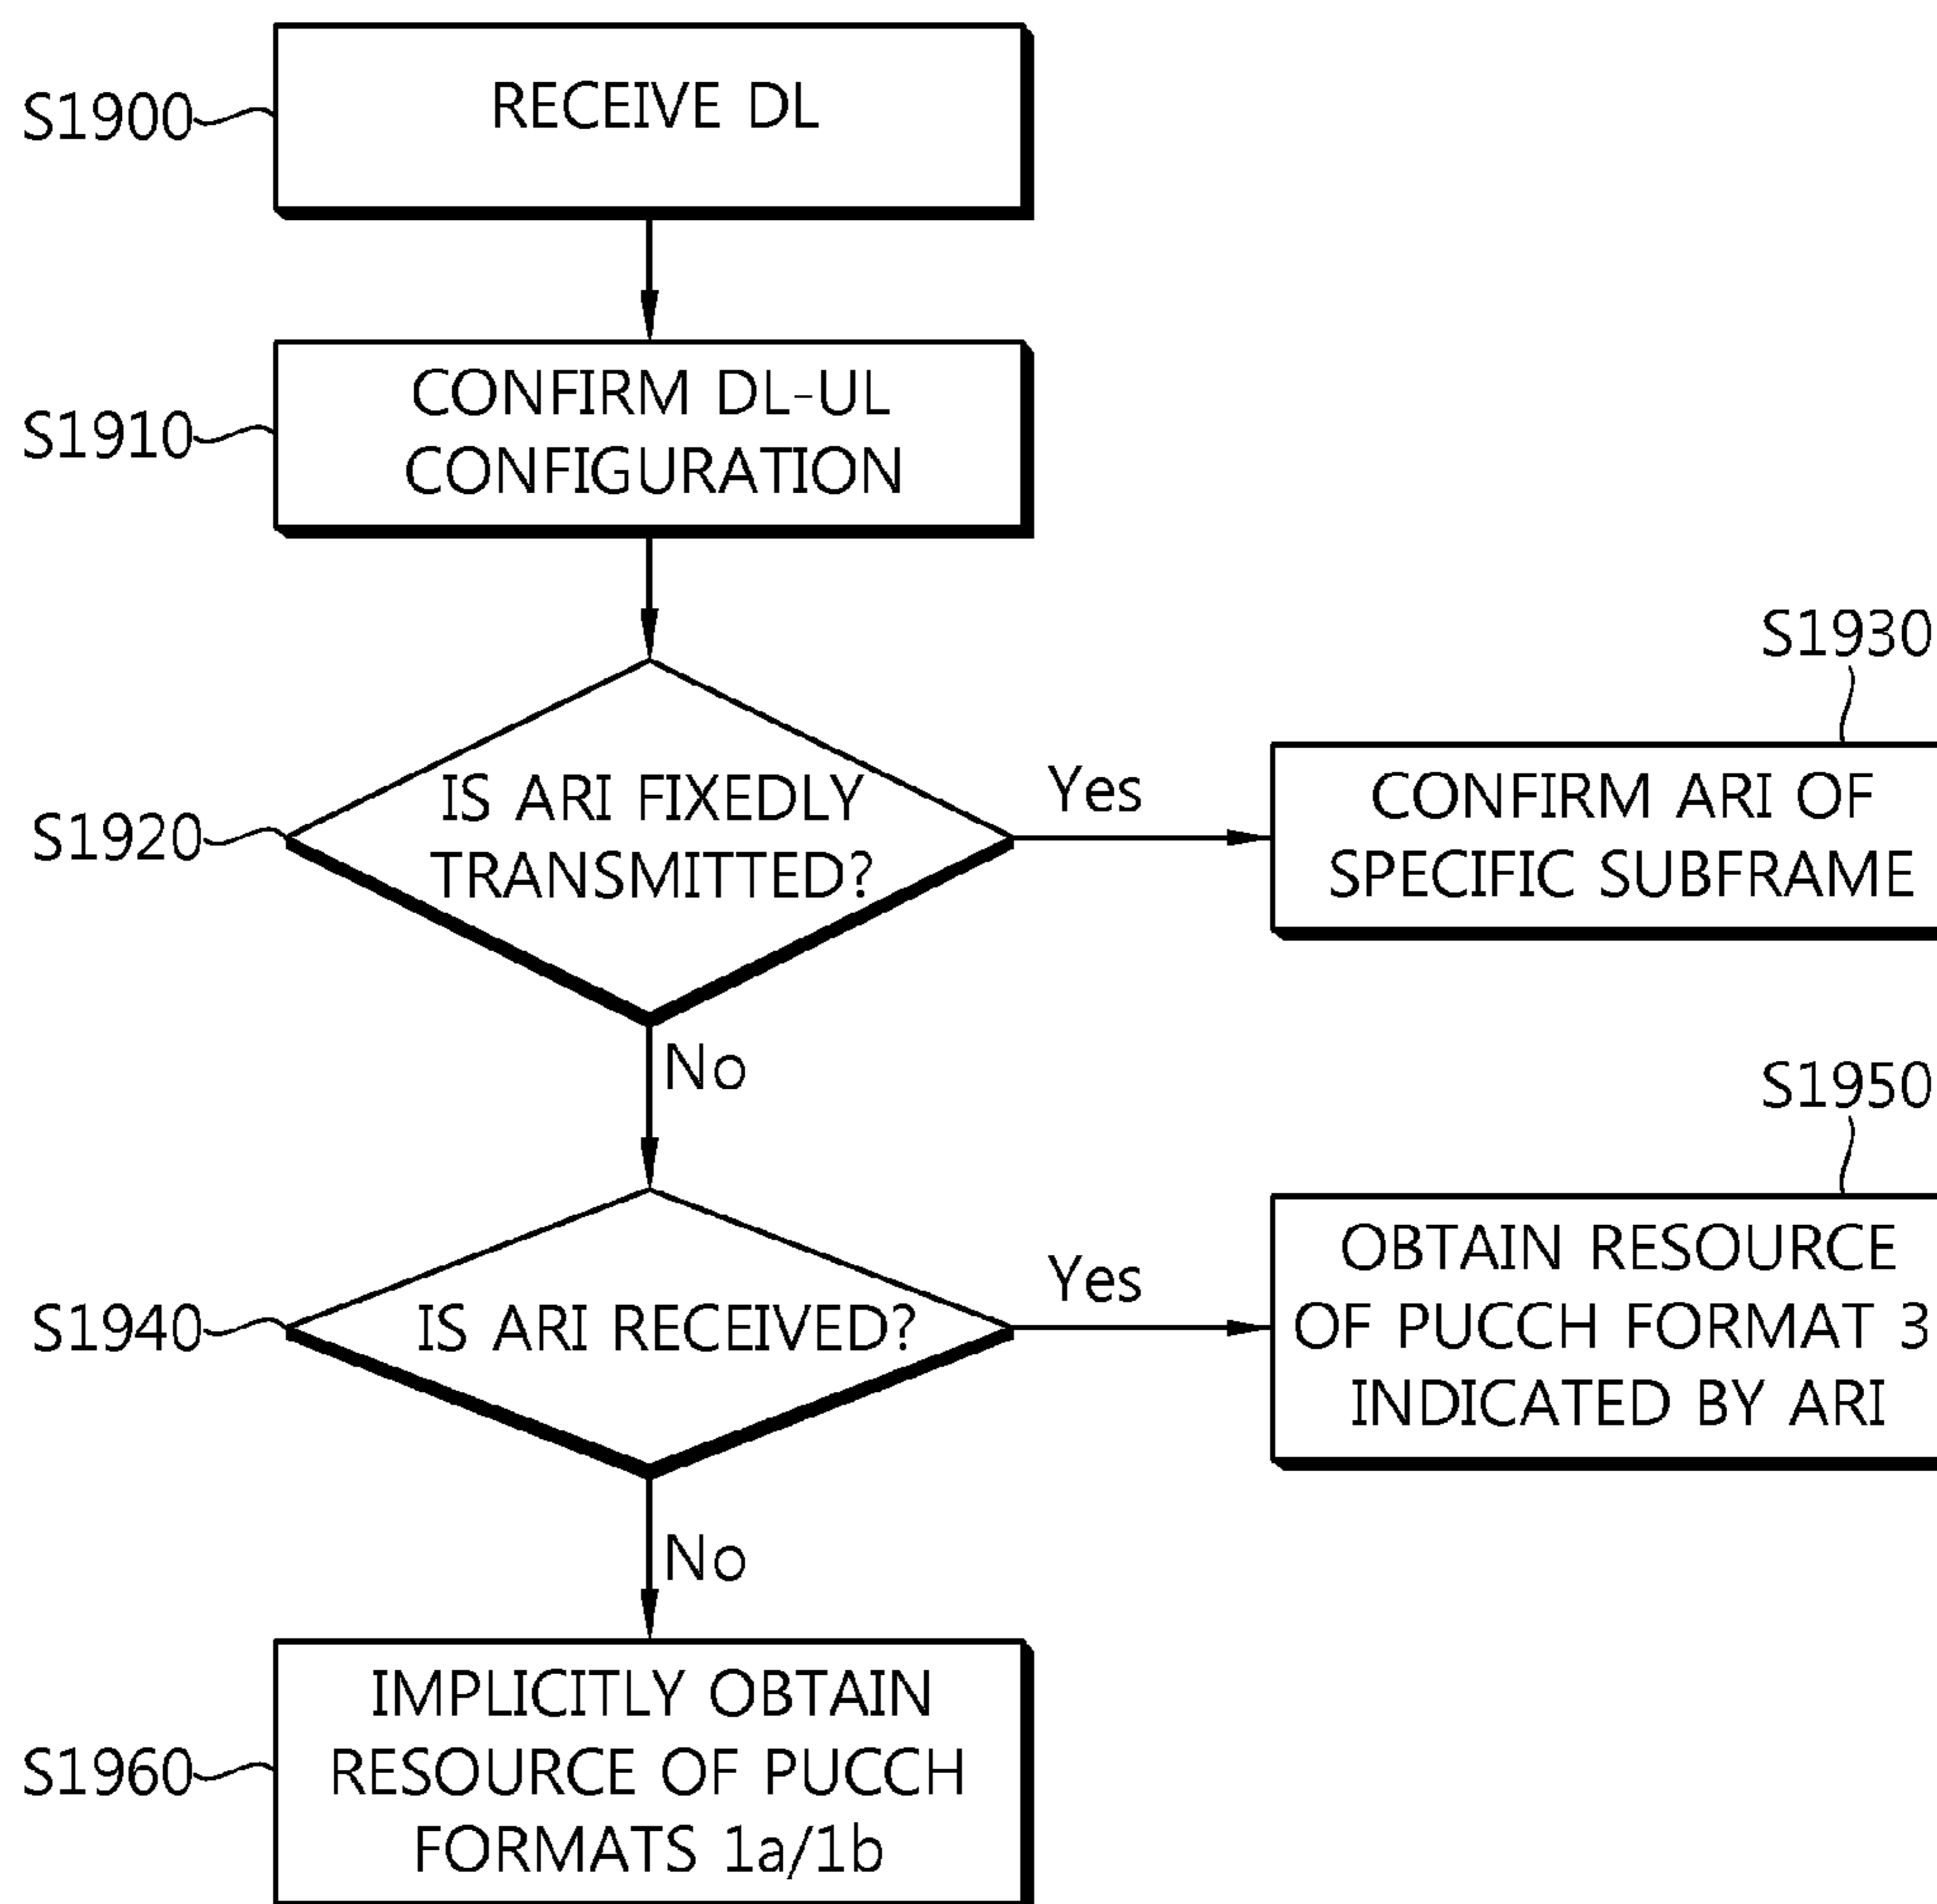 S1900
RECEIVE DL
S1910
CONFIRM DL-UL
CONFIGURATION
S1920
IS ARI FIXEDLY
TRANSMITTED?
Yes
S1930
CONFIRM ARI OF
SPECIFIC SUBFRAME
No
S1940
IS ARI RECEIVED?
Yes
S1950
OBTAIN RESOURCE
OF PUCCH FORMAT 3
INDICATED BY ARI
No
S1960
IMPLICITLY OBTAIN
RESOURCE OF PUCCH
FORMATS 1a/1b